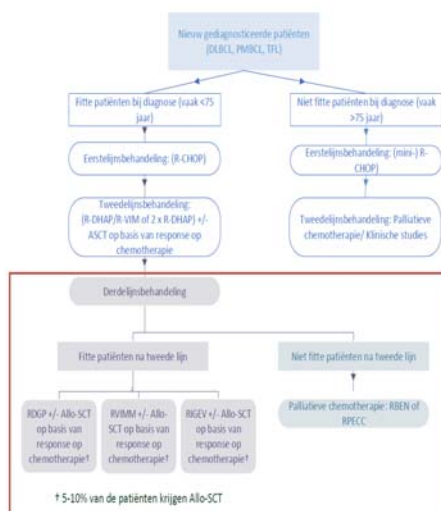 Nieuw gediagnosticeerde patiënten
(DLBCL, PMBCL, TFL)
Fitte patiënten bij diagnose (vaak <75
jaar)
Niet fitte patiënten bij diagnose (vaak
>75 jaar)
Eerstelijnsbehandeling: (R-CHOP)
Eerstelijnsbehandeling: (mini-) R-
CHOP)
Tweedelijnsbehandeling:
(R-DHAP/R-VIM of 2 x R-DHAP) +/-
ASCT op basis van response op
chemotherapie
Tweedelijnsbehandeling: Palliatieve
chemotherapie/ Klinische studies
Derdelijnsbehandeling
Fitte patiënten na tweede lijn
Niet fitte patiënten na tweede lijn
RDGP +/- Allo-SCT
op basis van
response op
chemotherapie†
RVIMM +/- Allo-
SCT op basis van
response op
chemotherapie†
RIGEV +/- Allo-SCT
op basis van
response op
chemotherapie†
Palliatieve chemotherapie: RBEN of
RPECC
† 5-10% van de patiënten krijgen Allo-SCT